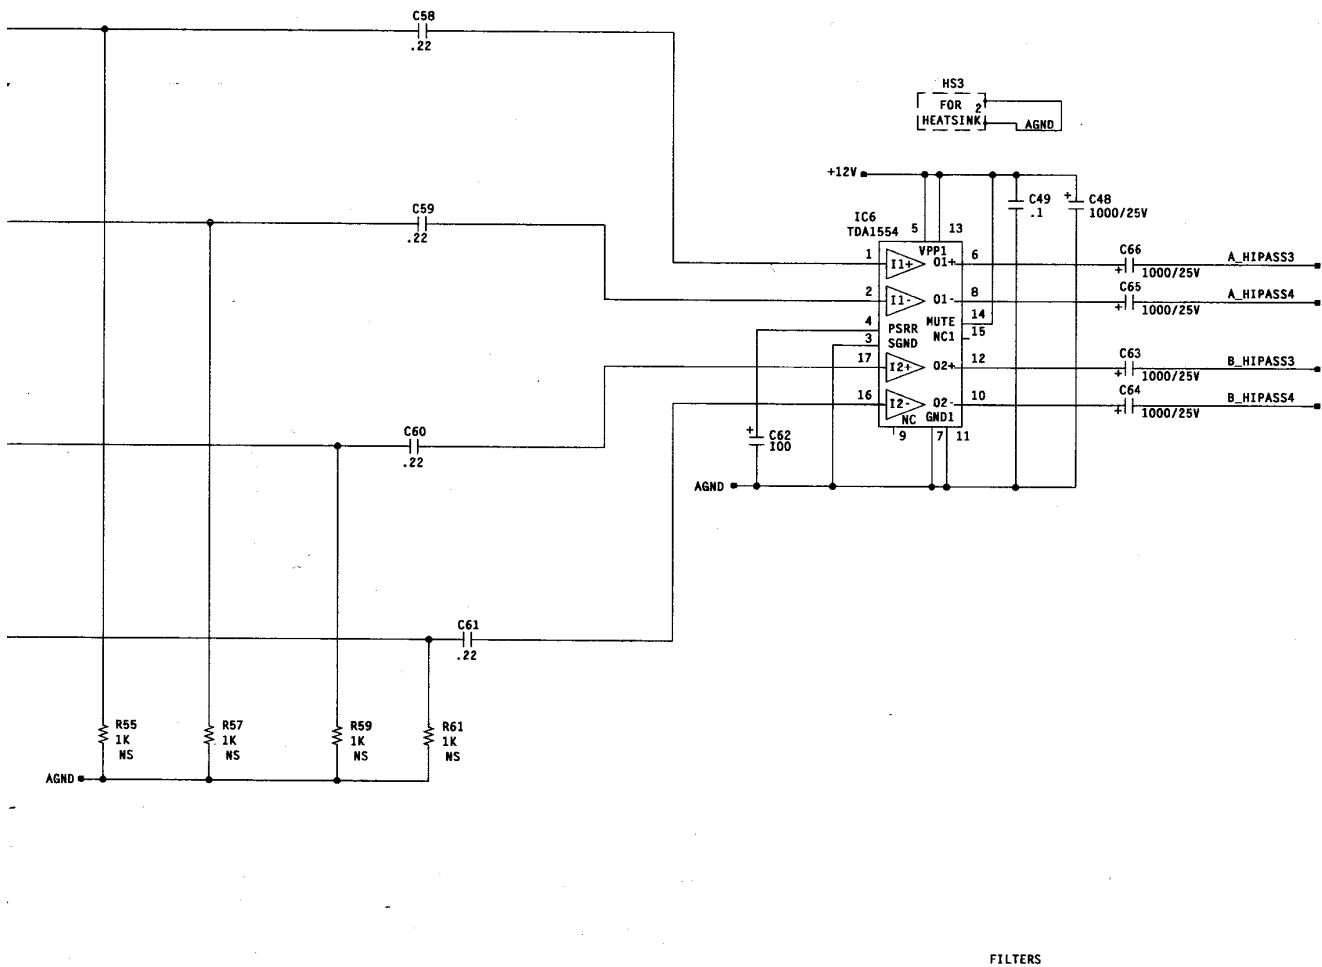 C58
.22
HS3
FOR 2
HEATSINK
AGND
+12V
C49
.1
+ C48
1000/25V
C59
.22
IC6
TDA1554
5 13
VPP1
1 I1+ O1+ 6
C66
+ 1000/25V
A_HIPASS3
2 I1- O1- 8
C65
+ 1000/25V
A_HIPASS4
4 PSRR MUTE 14
3 SGND NC1 15
17 I2+ O2+ 12
C63
+ 1000/25V
B_HIPASS3
16 I2- O2- 10
C64
+ 1000/25V
B_HIPASS4
NC GND1
9 7 11
C60
.22
+ C62
100
AGND
C61
.22
R55
1K
NS
R57
1K
NS
R59
1K
NS
R61
1K
NS
AGND
FILTERS